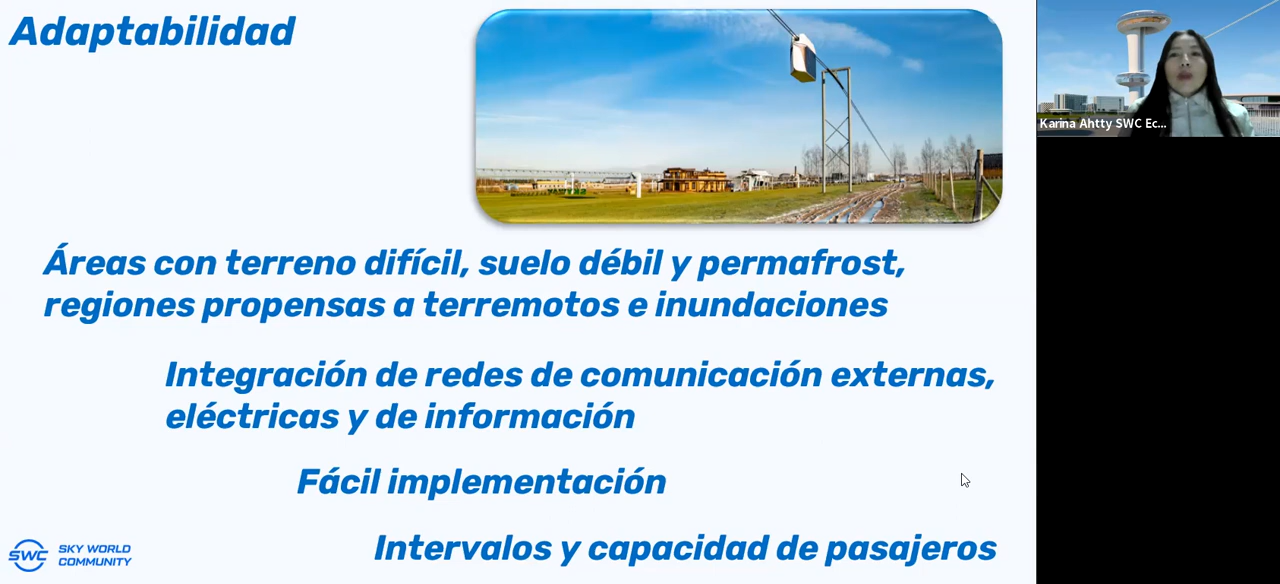 Adaptabilidad
Karina Ahtty SWC Ec...
Áreas con terreno difícil, suelo débil y permafrost,
regiones propensas a terremotos e inundaciones
Integración de redes de comunicación externas,
eléctricas y de información
Fácil implementación
Intervalos y capacidad de pasajeros
SWC
SKY WORLD
COMMUNITY